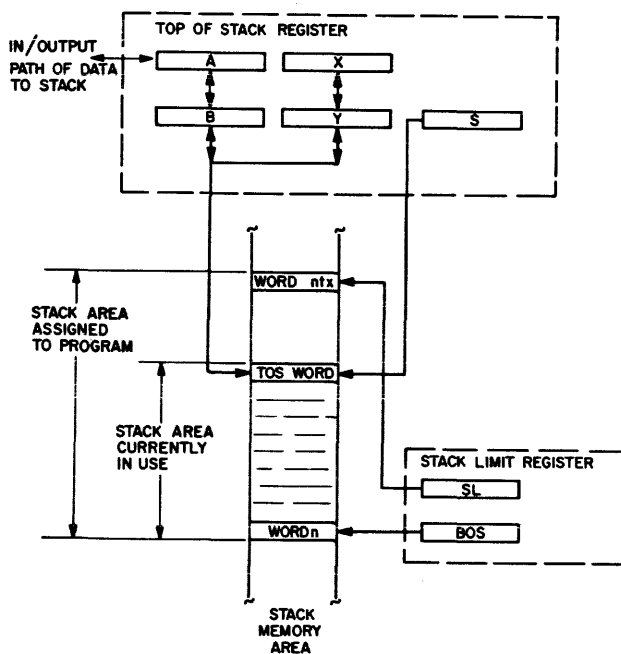 TOP OF STACK REGISTER
IN/OUTPUT
PATH OF DATA
TO STACK
A
X
B
Y
S
WORD ntx
STACK AREA
ASSIGNED
TO PROGRAM
TOS WORD
STACK AREA
CURRENTLY
IN USE
STACK LIMIT REGISTER
SL
WORD n
BOS
STACK
MEMORY
AREA